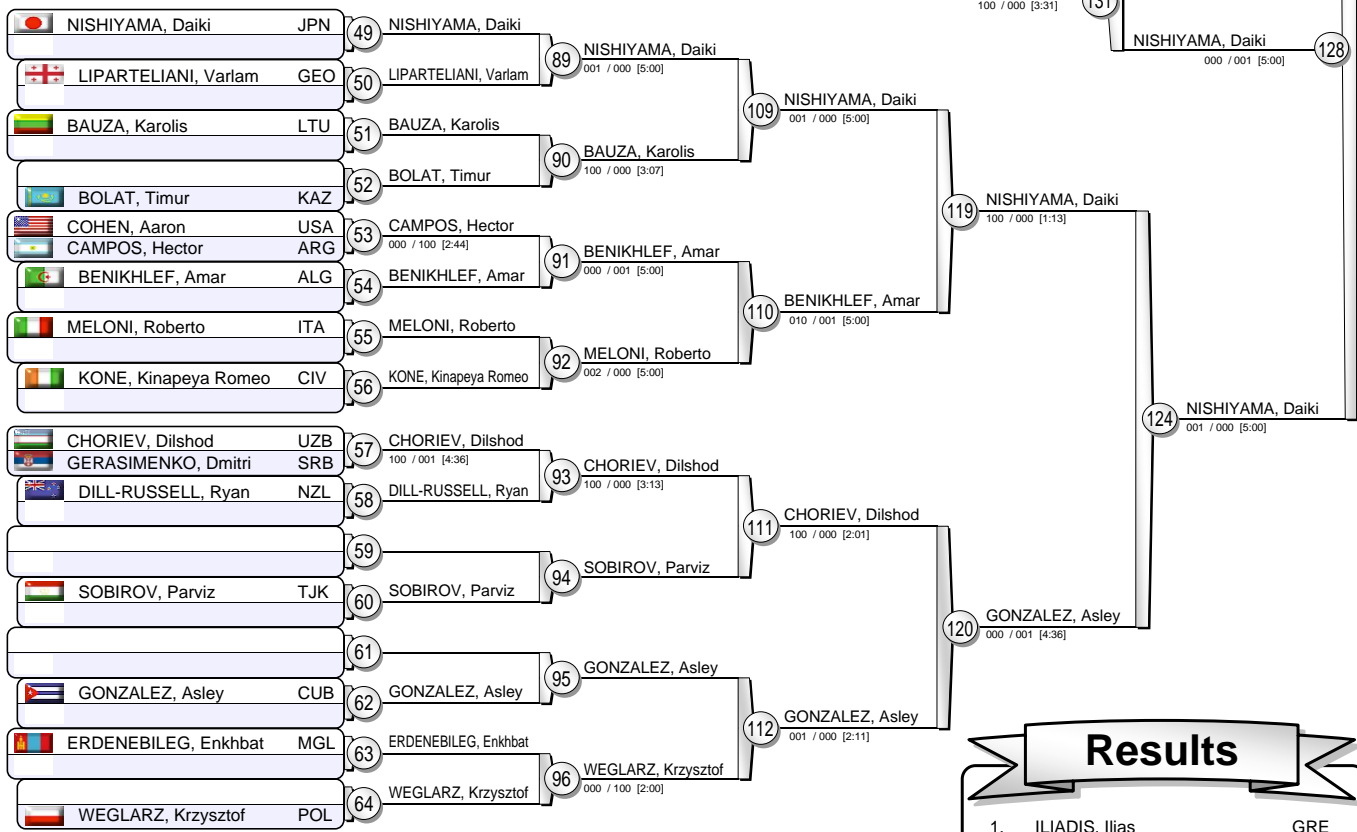 100 / 000 [3:31]
131
NISHIYAMA, Daiki
000 / 001 [5:00]
128
NISHIYAMA, Daiki JPN
49
NISHIYAMA, Daiki
LIPARTELIANI, Varlam GEO
50
LIPARTELIANI, Varlam
89
NISHIYAMA, Daiki
001 / 000 [5:00]
BAUZA, Karolis LTU
51
BAUZA, Karolis
BOLAT, Timur KAZ
52
BOLAT, Timur
90
BAUZA, Karolis
100 / 000 [3:07]
109
NISHIYAMA, Daiki
001 / 000 [5:00]
COHEN, Aaron USA
CAMPOS, Hector ARG
53
CAMPOS, Hector
000 / 100 [2:44]
BENIKHLEF, Amar ALG
54
BENIKHLEF, Amar
91
BENIKHLEF, Amar
000 / 001 [5:00]
MELONI, Roberto ITA
55
MELONI, Roberto
KONE, Kinapeya Romeo CIV
56
KONE, Kinapeya Romeo
92
MELONI, Roberto
002 / 000 [5:00]
110
BENIKHLEF, Amar
010 / 001 [5:00]
119
NISHIYAMA, Daiki
100 / 000 [1:13]
CHORIEV, Dilshod UZB
GERASIMENKO, Dmitri SRB
57
CHORIEV, Dilshod
100 / 001 [4:36]
DILL-RUSSELL, Ryan NZL
58
DILL-RUSSELL, Ryan
93
CHORIEV, Dilshod
100 / 000 [3:13]
59
SOBIROV, Parviz TJK
60
SOBIROV, Parviz
94
SOBIROV, Parviz
111
CHORIEV, Dilshod
100 / 000 [2:01]
61
GONZALEZ, Asley CUB
62
GONZALEZ, Asley
95
GONZALEZ, Asley
ERDENEBILEG, Enkhbat MGL
63
ERDENEBILEG, Enkhbat
WEGLARZ, Krzysztof POL
64
WEGLARZ, Krzysztof
96
WEGLARZ, Krzysztof
000 / 100 [2:00]
112
GONZALEZ, Asley
001 / 000 [2:11]
120
GONZALEZ, Asley
000 / 001 [4:36]
124
NISHIYAMA, Daiki
001 / 000 [5:00]
Results
1. ILIADIS, Ilias GRE